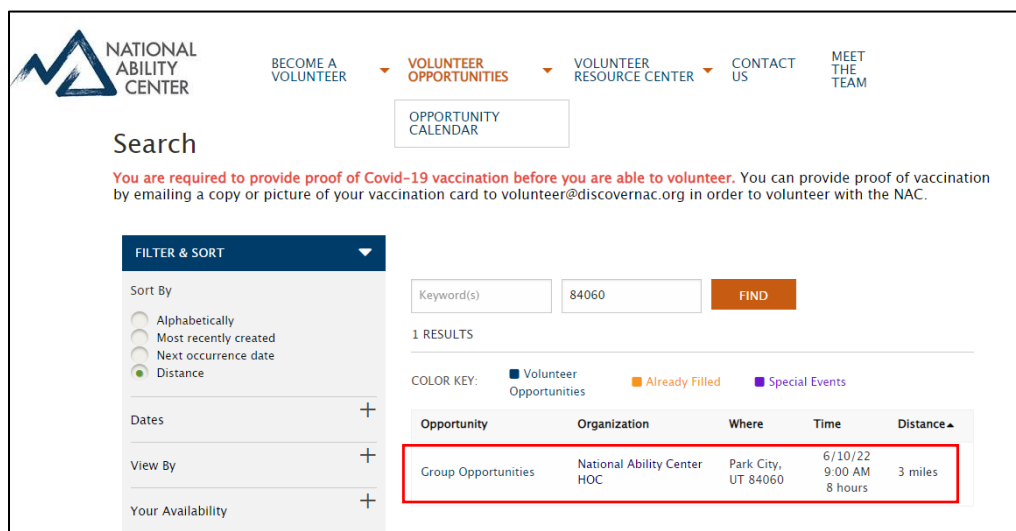 NATIONAL
ABILITY
CENTER
BECOME A
VOLUNTEER
VOLUNTEER
OPPORTUNITIES
VOLUNTEER
RESOURCE CENTER
CONTACT
US
MEET
THE
TEAM
OPPORTUNITY
CALENDAR
Search
You are required to provide proof of Covid-19 vaccination before you are able to volunteer. You can provide proof of vaccination
by emailing a copy or picture of your vaccination card to volunteer@discovernac.org in order to volunteer with the NAC.
FILTER & SORT
Sort By
Alphabetically
Most recently created
Next occurrence date
Distance
Dates
View By
Your Availability
Keyword(s) 84060 FIND
1 RESULTS
COLOR KEY:
Volunteer
Opportunities
Already Filled
Special Events
Opportunity Organization Where Time Distance
Group Opportunities
National Ability Center
HOC
Park City,
UT 84060
6/10/22
9:00 AM
8 hours
3 miles